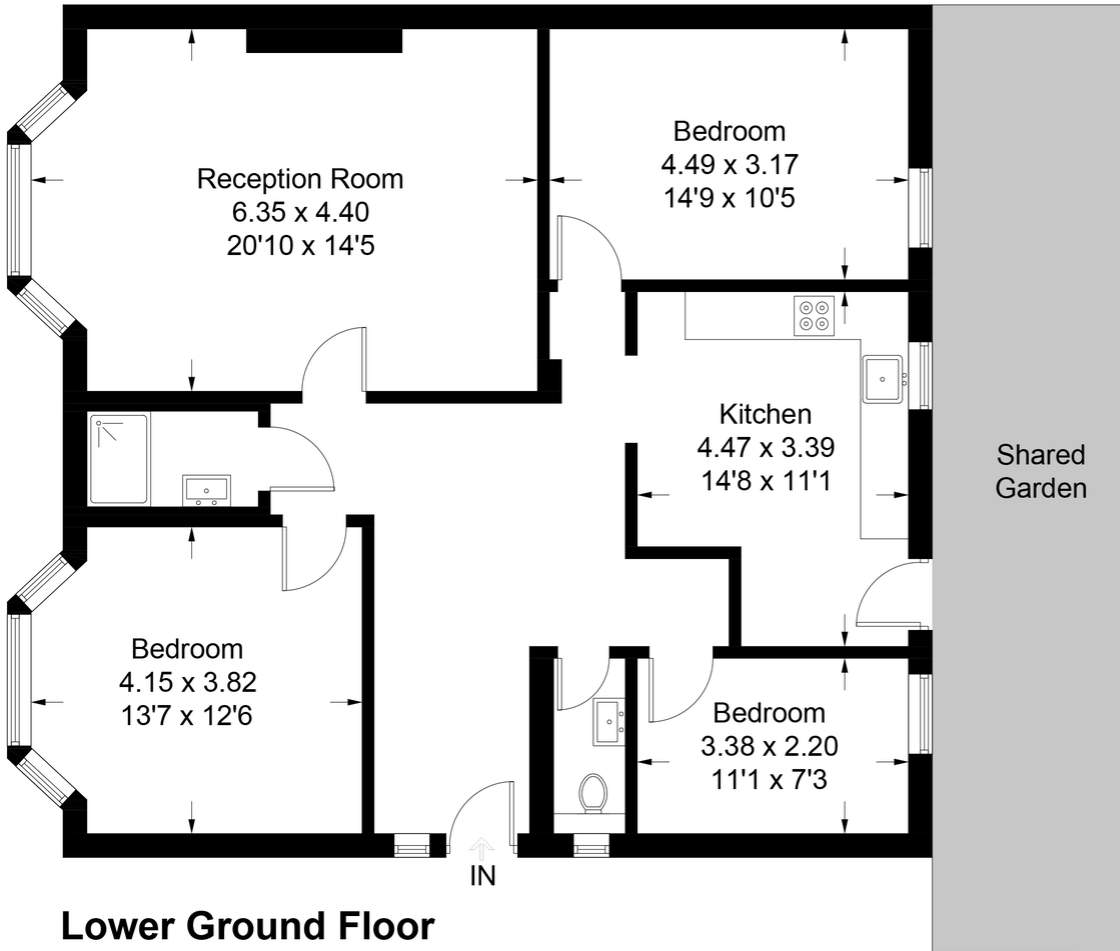 Reception Room
6.35 x 4.40
20'10 x 14'5
Bedroom
4.49 x 3.17
14'9 x 10'5
Kitchen
4.47 x 3.39
14'8 x 11'1
Shared
Garden
Bedroom
4.15 x 3.82
13'7 x 12'6
Bedroom
3.38 x 2.20
11'1 x 7'3
IN
Lower Ground Floor